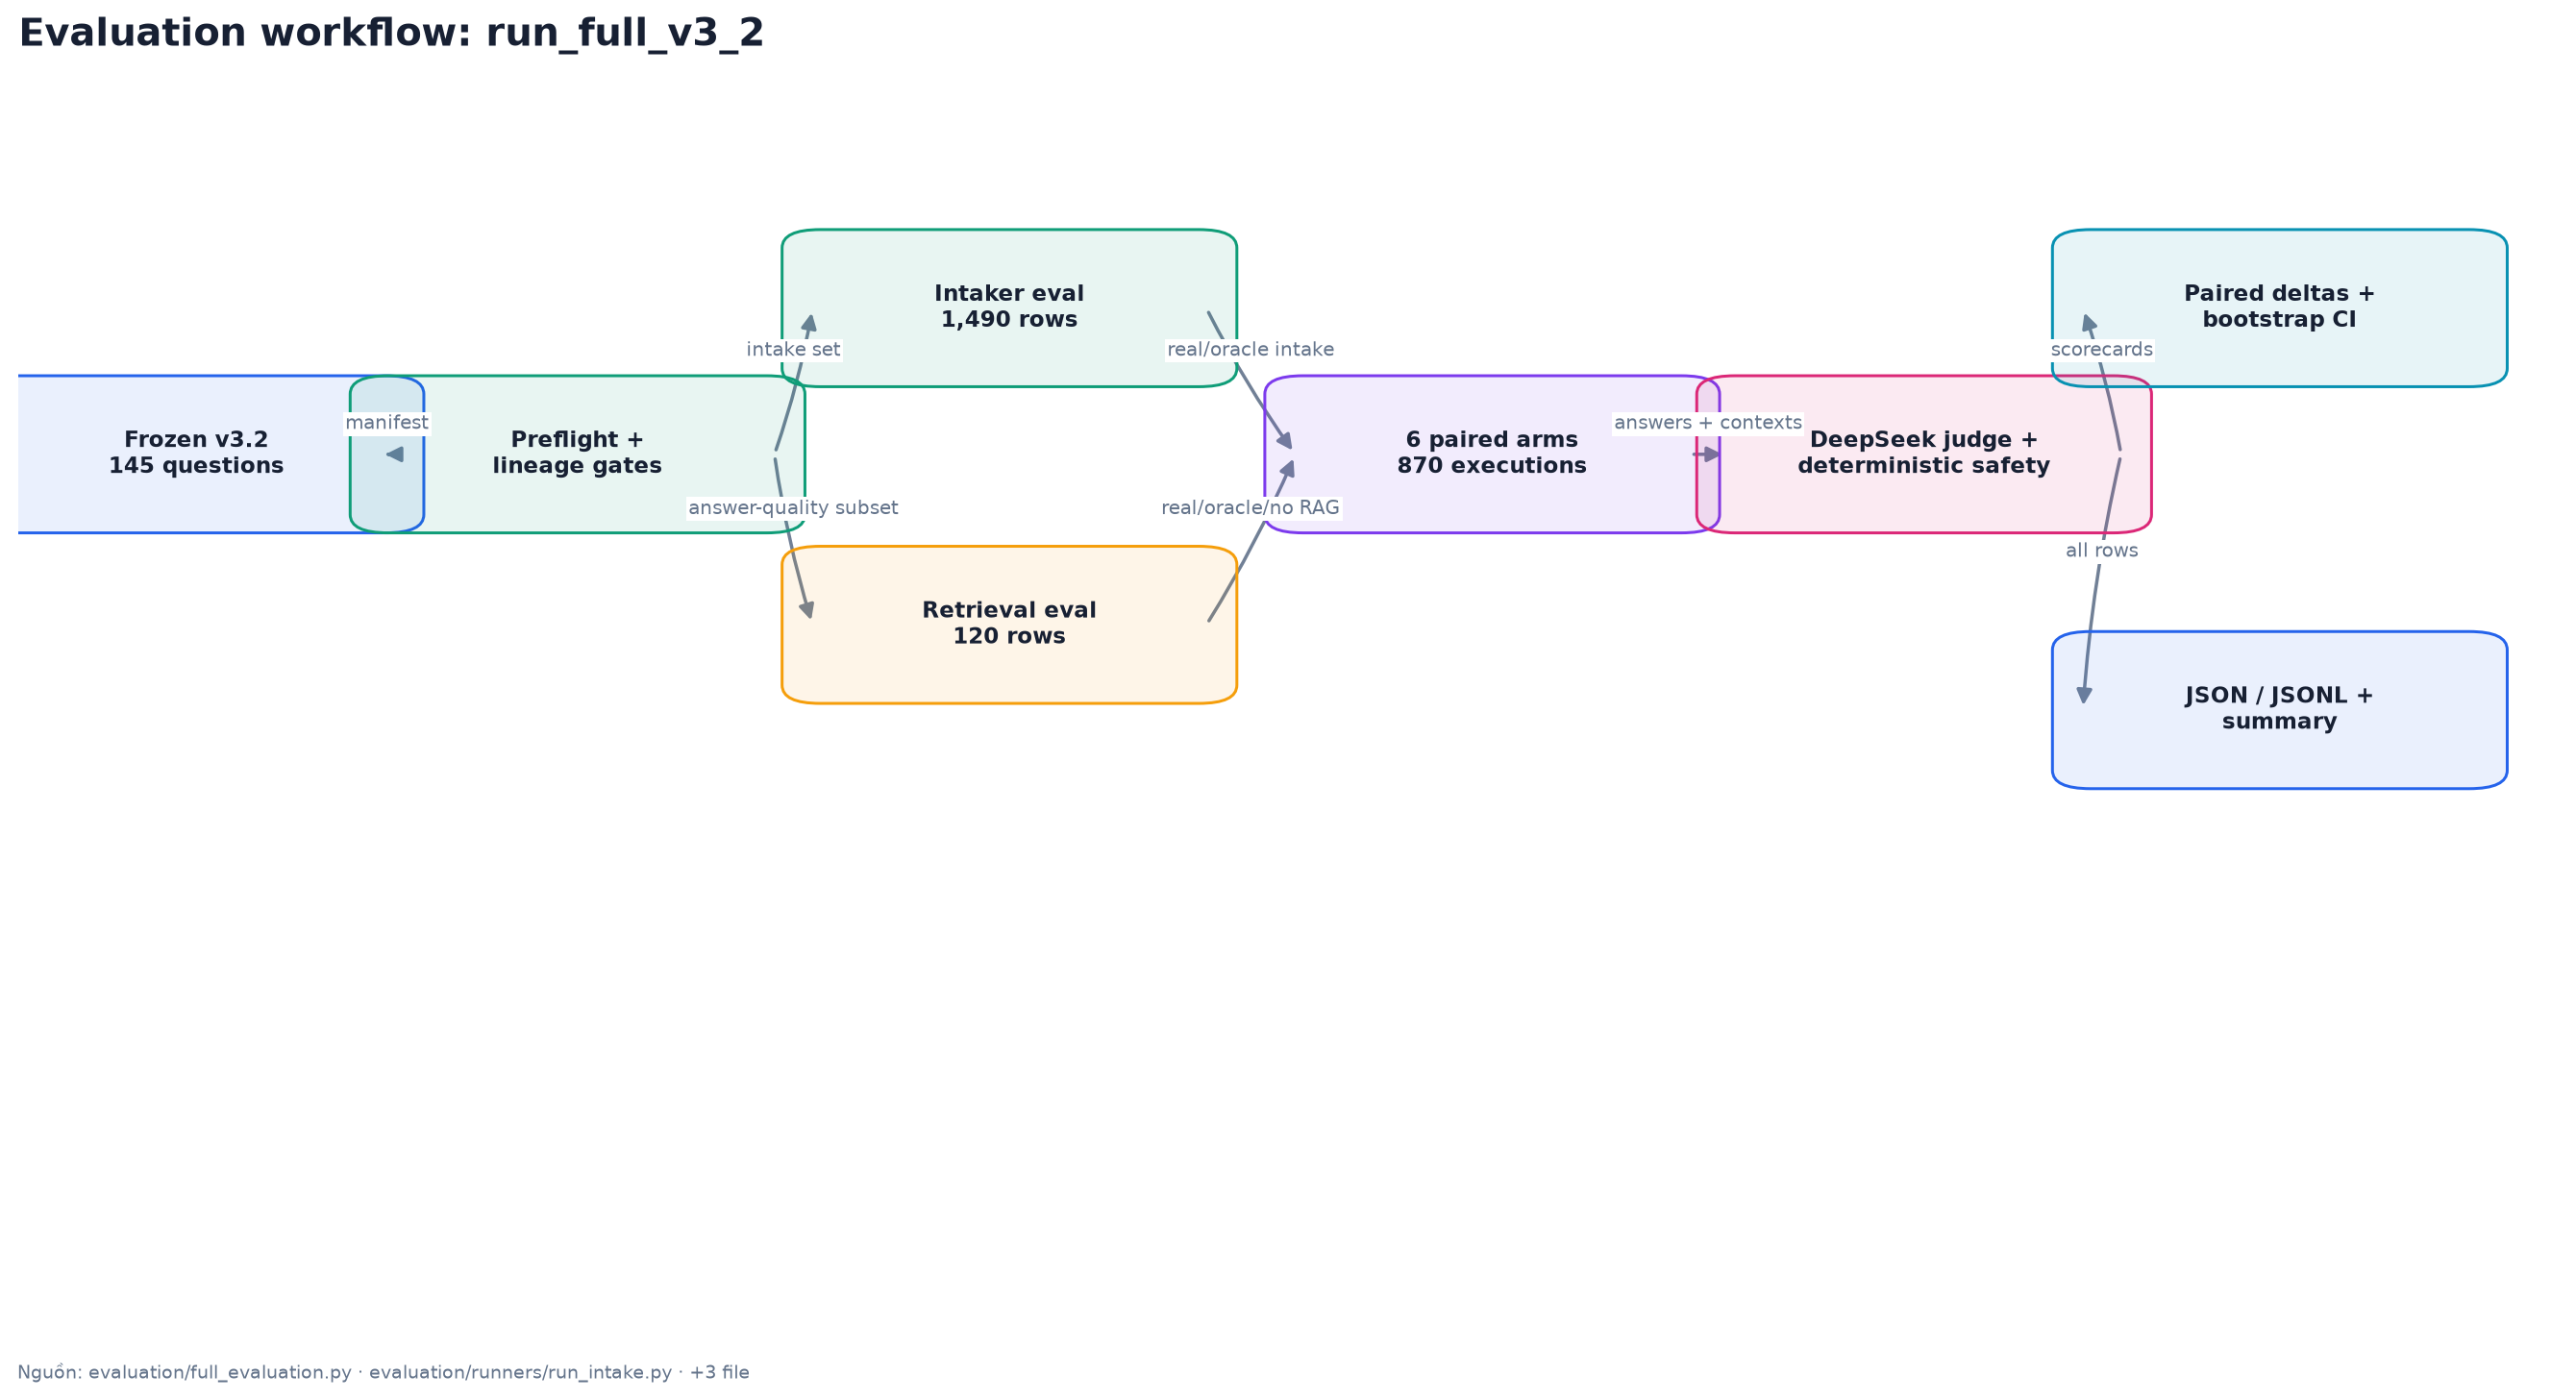 Evaluation workflow: run_full_v3_2
Intaker eval
1,490 rows
Paired deltas +
bootstrap CI
intake set
real/oracle intake
scorecards
manifest
answers + contexts
Frozen v3.2
145 questions
Preflight +
lineage gates
6 paired arms
870 executions
DeepSeek judge +
deterministic safety
answer-quality subset
real/oracle/no RAG
all rows
Retrieval eval
120 rows
JSON / JSONL +
summary
Nguồn: evaluation/full_evaluation.py · evaluation/runners/run_intake.py · +3 file